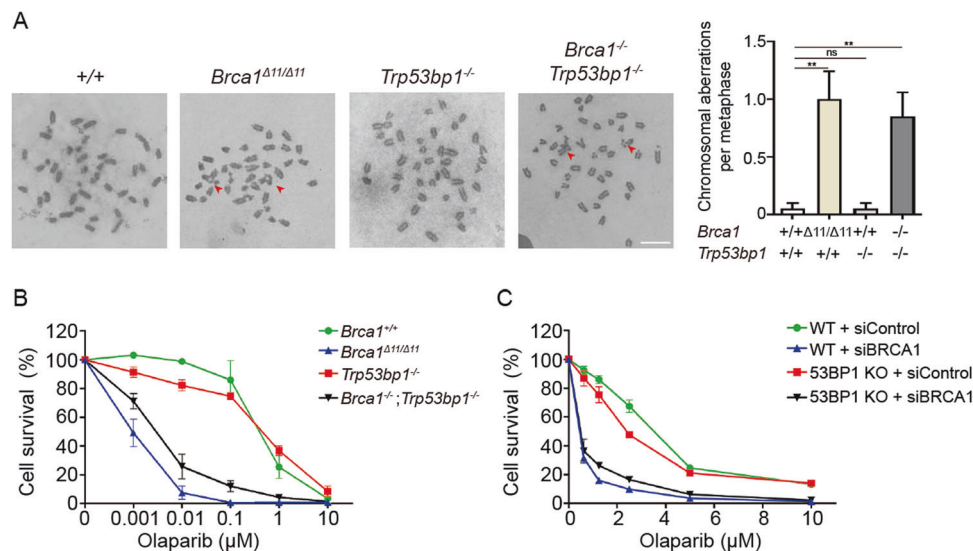 A
+/+
Brca1Δ11/Δ11
Trp53bp1-/-
Brca1-/-
Trp53bp1-/-
Chromosomal aberrations
per metaphase
1.5
1.0
0.5
0
**
ns
**
Brca1 +/+ Δ11/Δ11 +/+ -/-
Trp53bp1 +/+ +/+ -/- -/-
B
Cell survival (%)
120
100
80
60
40
20
0
0 0.001 0.01 0.1 1 10
Olaparib (μM)
Brca1+/+
Brca1Δ11/Δ11
Trp53bp1-/-
Brca1-/-;Trp53bp1-/-
C
Cell survival (%)
120
100
80
60
40
20
0
0 2 4 6 8 10
Olaparib (μM)
WT + siControl
WT + siBRCA1
53BP1 KO + siControl
53BP1 KO + siBRCA1